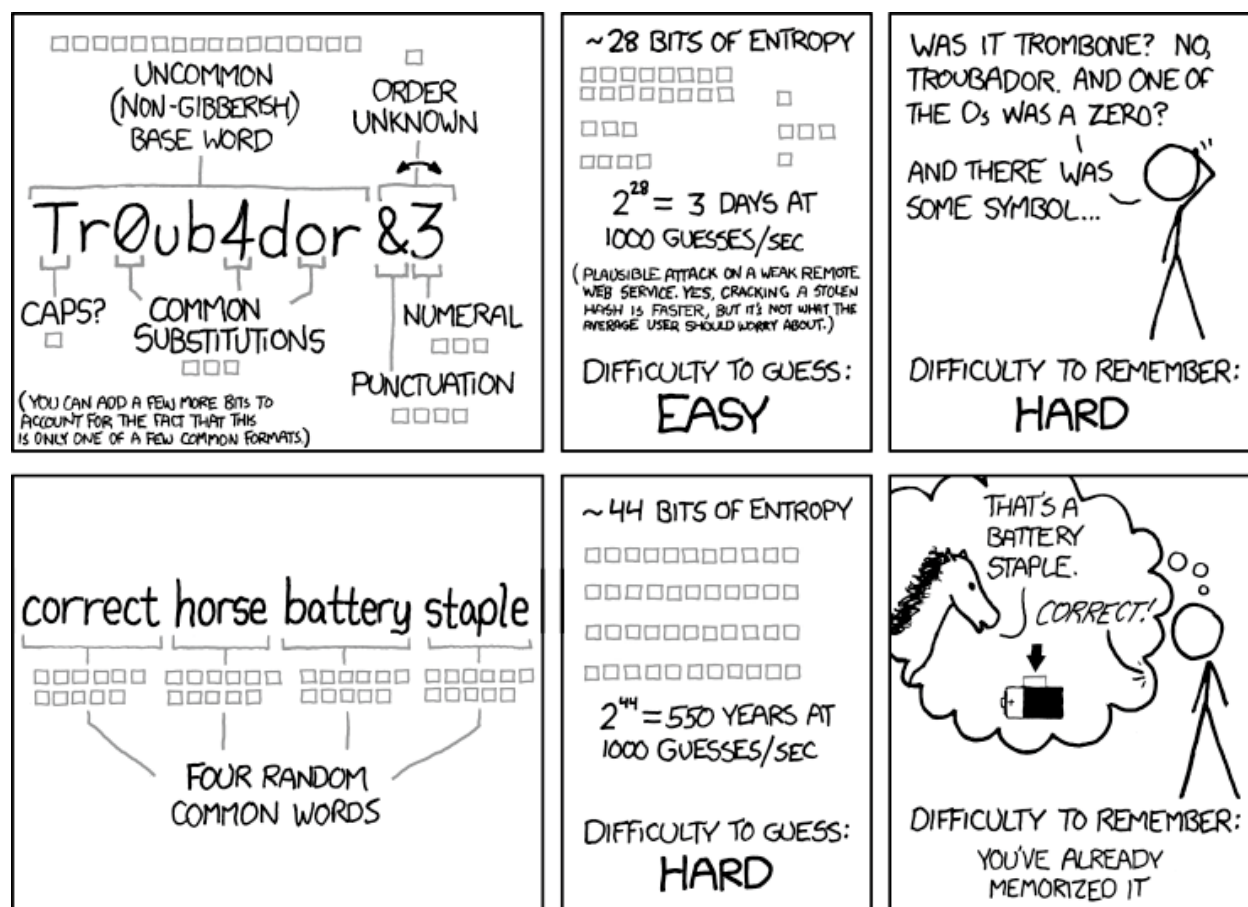 UNCOMMON
(NON-GIBBERISH)
BASE WORD
ORDER
UNKNOWN
Tr0ub4dor &3
CAPS?
COMMON
SUBSTITUTIONS
NUMERAL
PUNCTUATION
(YOU CAN ADD A FEW MORE BITS TO
ACCOUNT FOR THE FACT THAT THIS
IS ONLY ONE OF A FEW COMMON FORMATS.)
~28 BITS OF ENTROPY
2^28 = 3 DAYS AT
1000 GUESSES/SEC
(PLAUSIBLE ATTACK ON A WEAK REMOTE
WEB SERVICE. YES, CRACKING A STOLEN
HASH IS FASTER, BUT IT'S NOT WHAT THE
AVERAGE USER SHOULD WORRY ABOUT.)
DIFFICULTY TO GUESS:
EASY
WAS IT TROMBONE? NO,
TROUBADOR. AND ONE OF
THE Os WAS A ZERO?
AND THERE WAS
SOME SYMBOL...
DIFFICULTY TO REMEMBER:
HARD
correct horse battery staple
FOUR RANDOM
COMMON WORDS
~44 BITS OF ENTROPY
2^44 = 550 YEARS AT
1000 GUESSES/SEC
DIFFICULTY TO GUESS:
HARD
THAT'S A
BATTERY
STAPLE.
CORRECT!
+
DIFFICULTY TO REMEMBER:
YOU'VE ALREADY
MEMORIZED IT